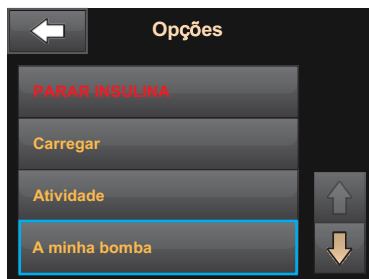 Opções
PARAR INSULINA
Carregar
Atividade
A minha bomba